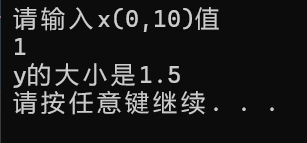 请输入x(0,10)值
1
y的大小是1.5
请按任意键继续. . .